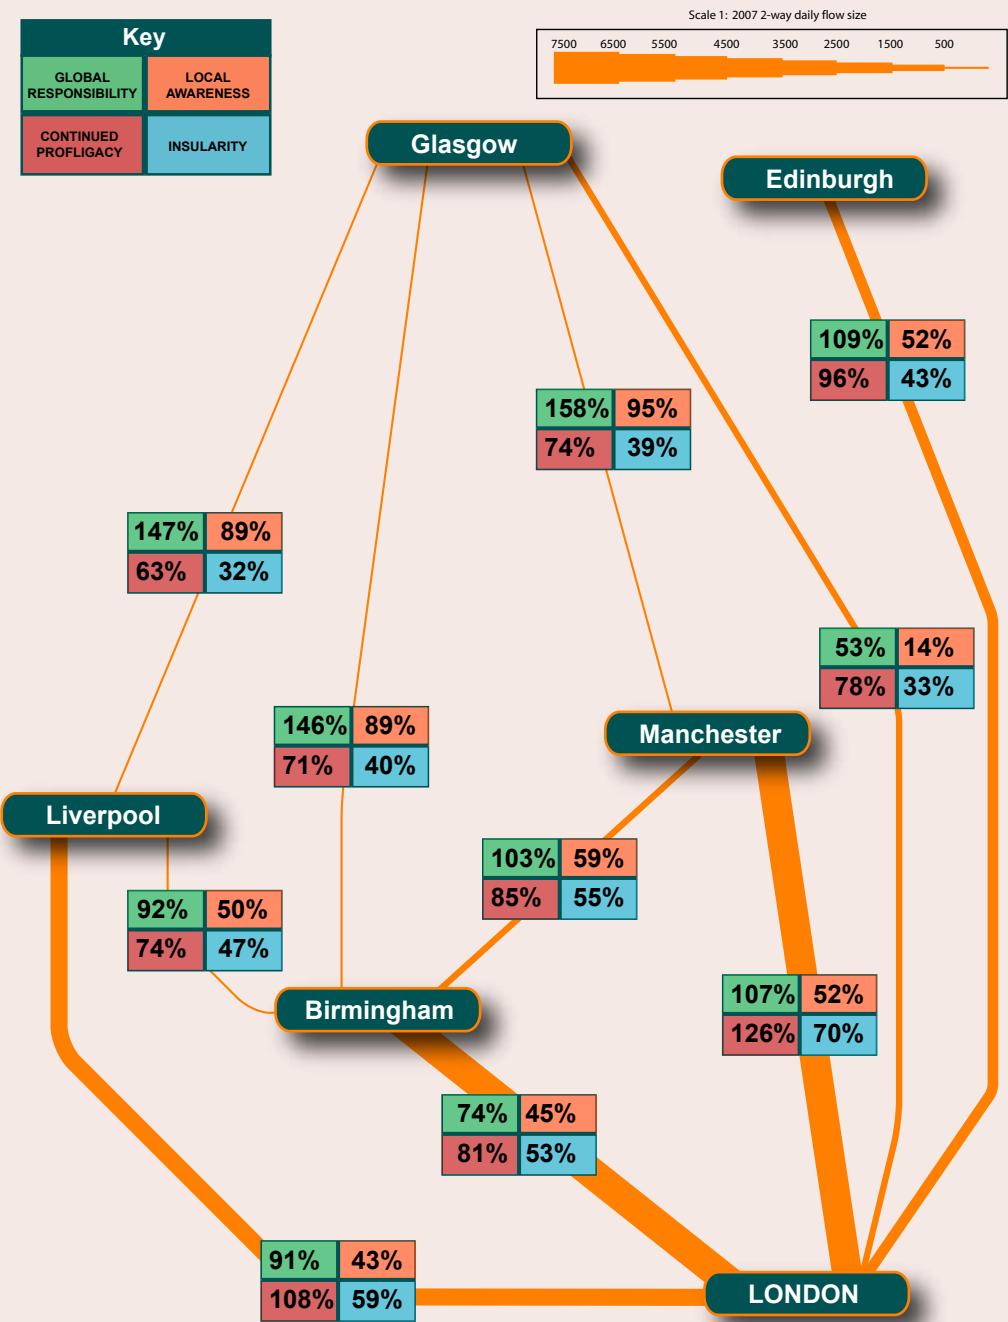 Scale 1: 2007 2-way daily flow size
7500 6500 5500 4500 3500 2500 1500 500
Key
GLOBAL
RESPONSIBILITY
LOCAL
AWARENESS
CONTINUED
PROFLIGACY
INSULARITY
Glasgow
Edinburgh
109% 52%
96% 43%
158% 95%
74% 39%
147% 89%
63% 32%
53% 14%
78% 33%
146% 89%
71% 40%
Manchester
Liverpool
103% 59%
85% 55%
92% 50%
74% 47%
Birmingham
107% 52%
126% 70%
74% 45%
81% 53%
91% 43%
108% 59%
LONDON